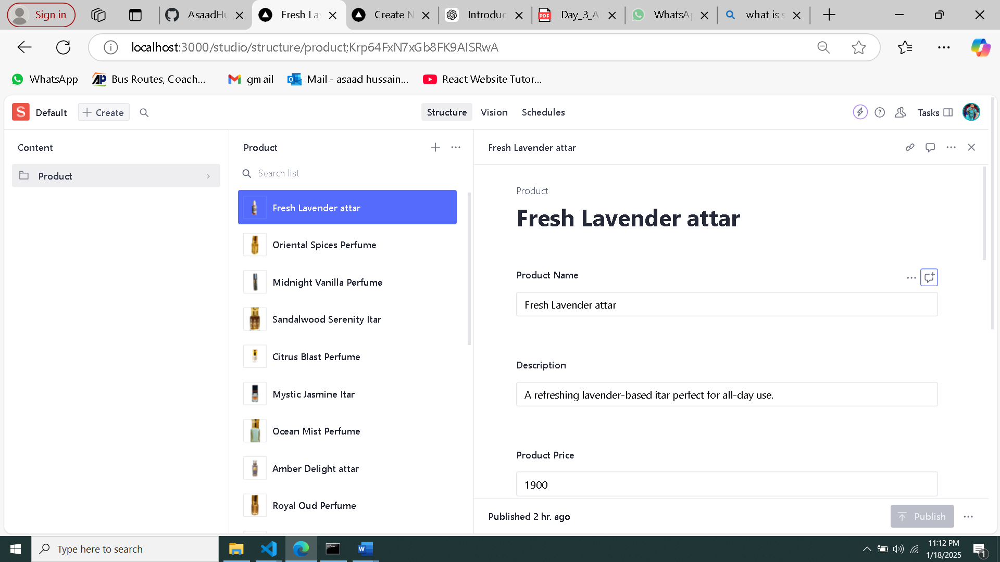 Sign in
AsaadHu
Fresh Lav
Create N
Introduc
PDF
Day_3_A
WhatsAp
what is s
localhost:3000/studio/structure/product;Krp64FxN7xGb8FK9AISRwA
WhatsApp
Bus Routes, Coach...
gmail
Mail - asaad hussain...
React Website Tutor...
S
Default
Create
Structure
Vision
Schedules
Tasks
Content
Product
Fresh Lavender attar
Product
Search list
Fresh Lavender attar
Oriental Spices Perfume
Midnight Vanilla Perfume
Sandalwood Serenity Itar
Citrus Blast Perfume
Mystic Jasmine Itar
Ocean Mist Perfume
Amber Delight attar
Royal Oud Perfume
Product
Fresh Lavender attar
Product Name
Fresh Lavender attar
Description
A refreshing lavender-based itar perfect for all-day use.
Product Price
1900
Published 2 hr. ago
Publish
Type here to search
11:12 PM
1/18/2025
1